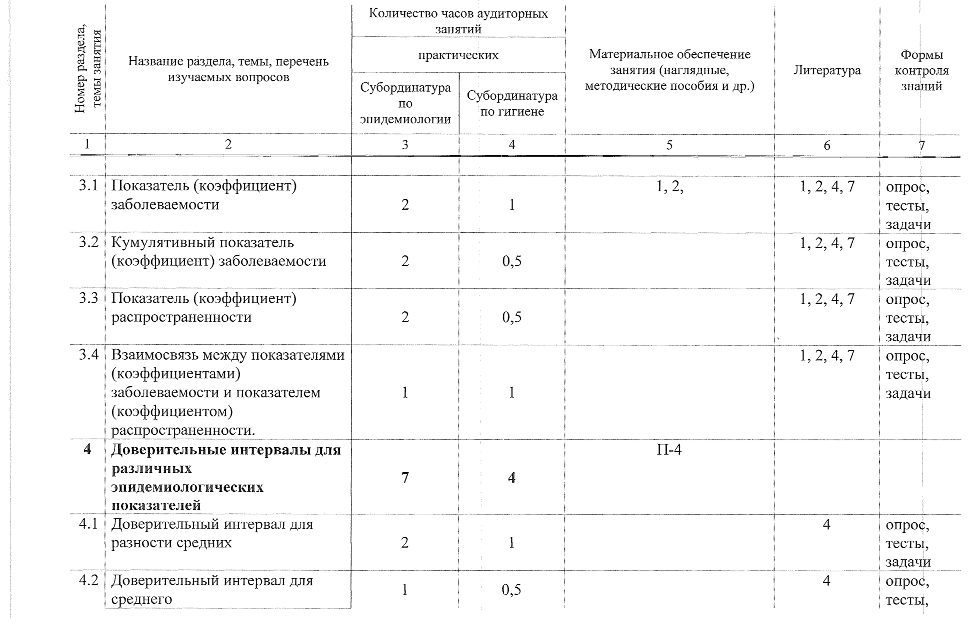 Номер раздела,
темы занятия
Название раздела, темы, перечень
изучаемых вопросов
Количество часов аудиторных
занятий
практических
Субординатура
по
эпидемиологии
Субординатура
по гигиене
Материальное обеспечение
занятия (наглядные,
методические пособия и др.)
Литература
Формы
контроля
знаний
1 2 3 4 5 6 7
3.1 Показатель (коэффициент)
заболеваемости
2 1
1, 2,
1, 2, 4, 7
опрос,
тесты,
задачи
3.2 Кумулятивный показатель
(коэффициент) заболеваемости
2 0,5
1, 2, 4, 7
опрос,
тесты,
задачи
3.3 Показатель (коэффициент)
распространенности
2 0,5
1, 2, 4, 7
опрос,
тесты,
задачи
3.4 Взаимосвязь между показателями
(коэффициентами)
заболеваемости и показателем
(коэффициентом)
распространенности.
1 1
1, 2, 4, 7
опрос,
тесты,
задачи
4 Доверительные интервалы для
различных
эпидемиологических
показателей
7 4
П-4
4.1 Доверительный интервал для
разности средних
2 1
4
опрос,
тесты,
задачи
4.2 Доверительный интервал для
среднего
1 0,5
4
опрос,
тесты,